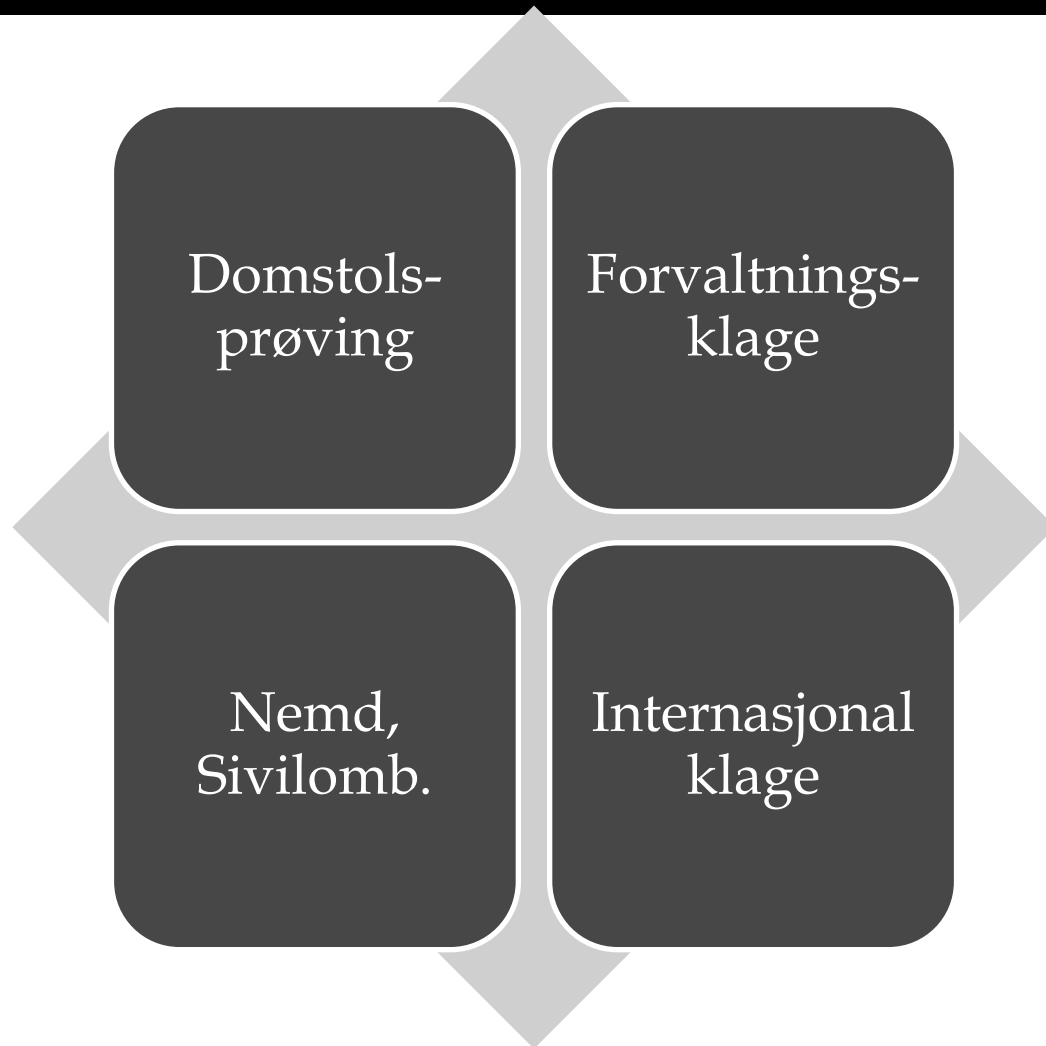 Domstols-
prøving
Forvaltnings-
klage
Nemd,
Sivilomb.
Internasjonal
klage